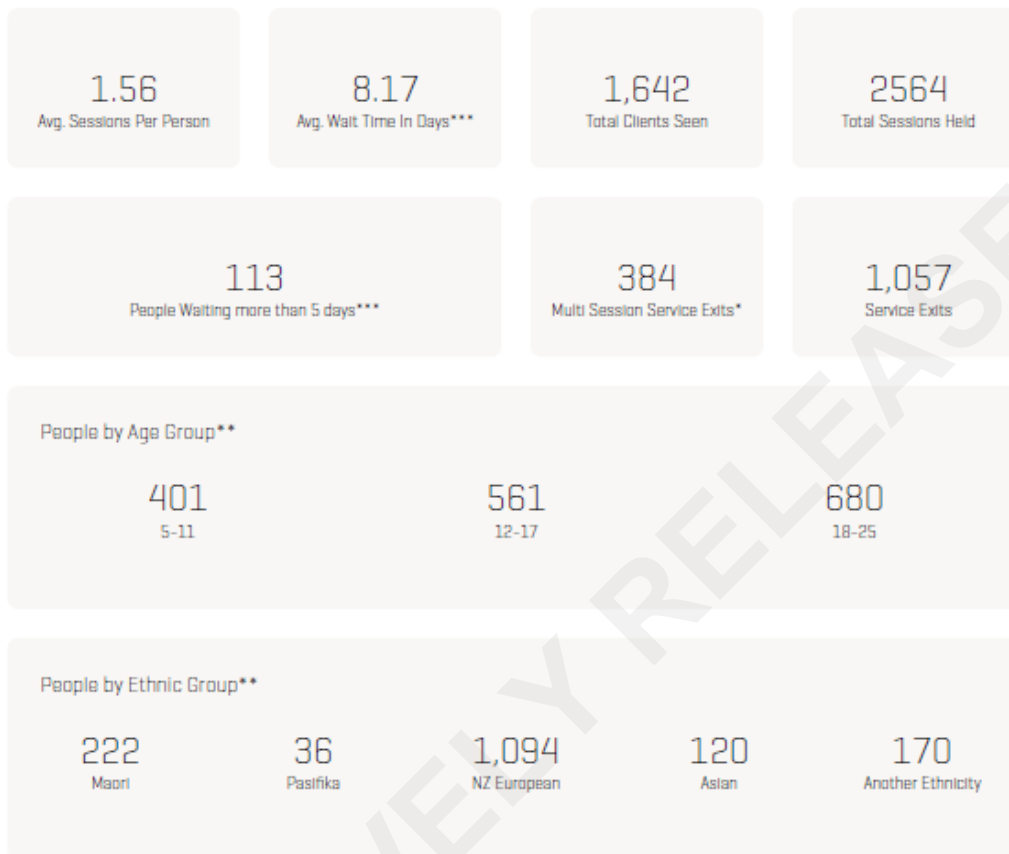 1.56 8.17 1,642 2564
Avg. Sessions Per Person Avg. Wait Time In Days*** Total Clients Seen Total Sessions Held
113 384 1,057
People Waiting more than 5 days*** Multi Session Service Exits* Service Exits
People by Age Group**
401 561 680
5-11 12-17 18-25
People by Ethnic Group**
222 36 1,094 120 170
Maori Pasifika NZ European Asian Another Ethnicity
VELY RELEASE